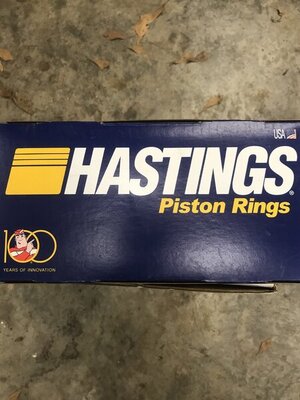 USA
HASTINGS®
Piston Rings
100
YEARS OF INNOVATION